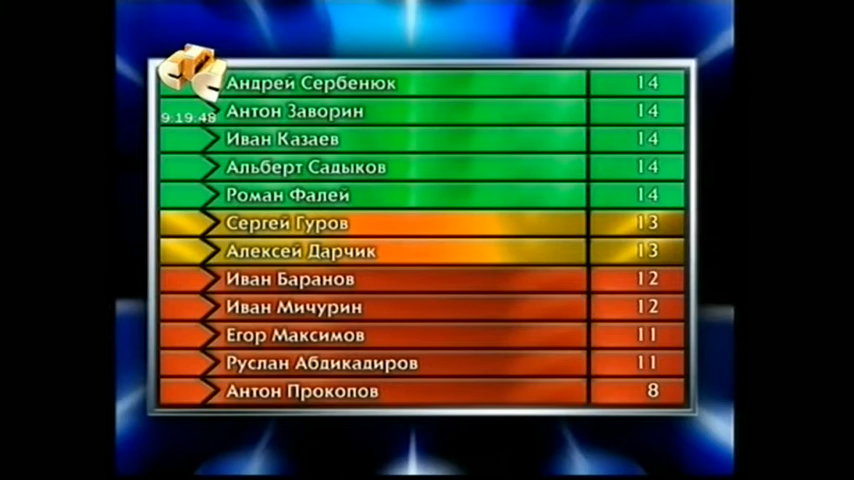 СТС
9:19:48
Андрей Сербенюк 14
Антон Заворин 14
Иван Казаев 14
Альберт Садыков 14
Роман Фалей 14
Сергей Гуров 13
Алексей Дарчик 13
Иван Баранов 12
Иван Мичурин 12
Егор Максимов 11
Руслан Абдикадиров 11
Антон Прокопов 8